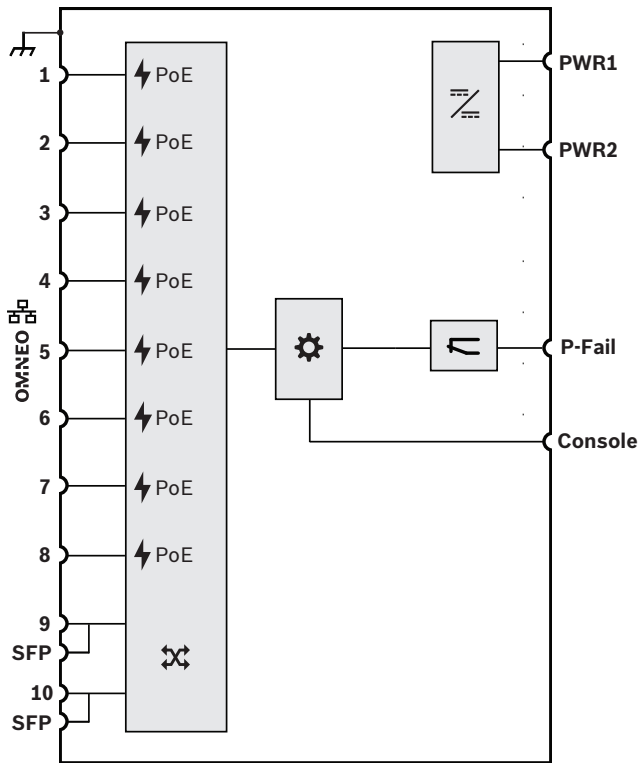 1 PoE
2 PoE
3 PoE
4 PoE
5 PoE
6 PoE
7 PoE
8 PoE
9
SFP
10
SFP
OMNEO
PWR1
PWR2
P-Fail
Console